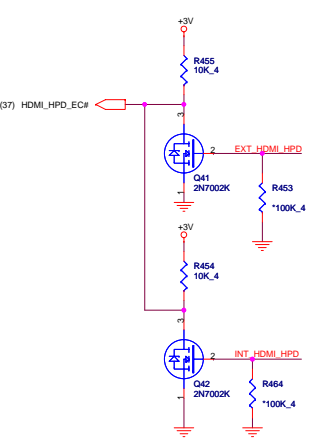 +3V
R455
10K_4
(37) HDMI_HPD_EC#
3
2
EXT_HDMI_HPD
Q41
2N7002K
1
R453
*100K_4
+3V
R454
10K_4
3
2
INT_HDMI_HPD
Q42
2N7002K
1
R464
*100K_4